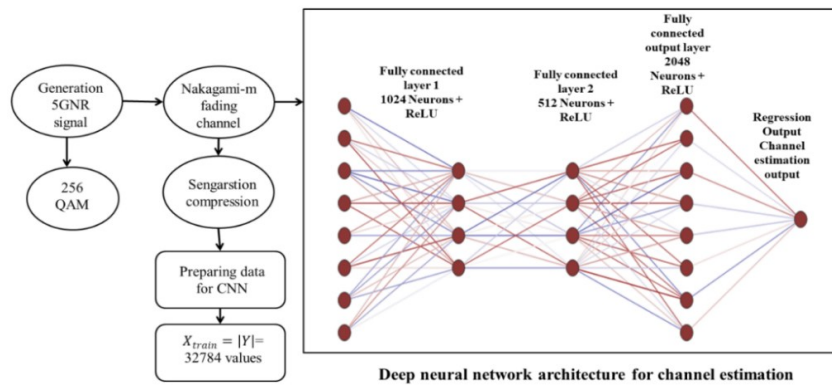 Generation
5GNR
signal
256
QAM
Nakagami-m
fading
channel
Sengarstion
compression
Preparing data
for CNN
X_train = |Y|=
32784 values
Fully connected
layer 1
1024 Neurons +
ReLU
Fully connected
layer 2
512 Neurons +
ReLU
Fully
connected
output layer
2048
Neurons +
ReLU
Regression
Output
Channel
estimation
output
Deep neural network architecture for channel estimation